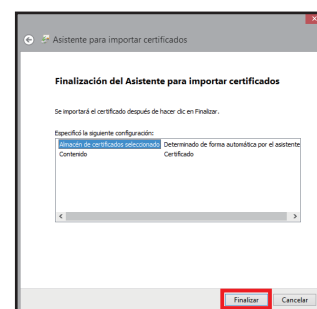 Asistente para importar certificados
Finalización del Asistente para importar certificados
Se importará el certificado después de hacer clic en Finalizar.
Especificó la siguiente configuración:
Almacén de certificados seleccionado Determinado de forma automática por el asistente
Contenido Certificado
Finalizar Cancelar